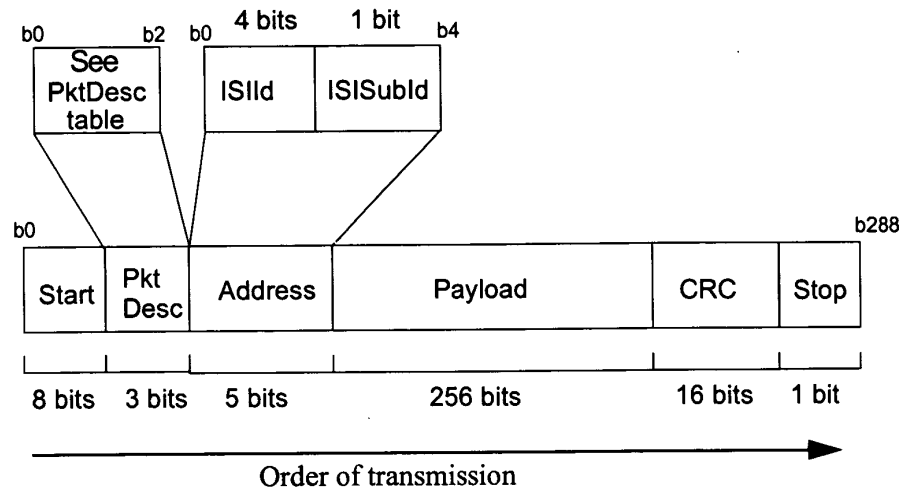 4 bits 1 bit
b0 b2 b0 b4
See
PktDesc
table
ISIId ISISubId
b0 b288
Start Pkt
Desc Address Payload CRC Stop
8 bits 3 bits 5 bits 256 bits 16 bits 1 bit
Order of transmission